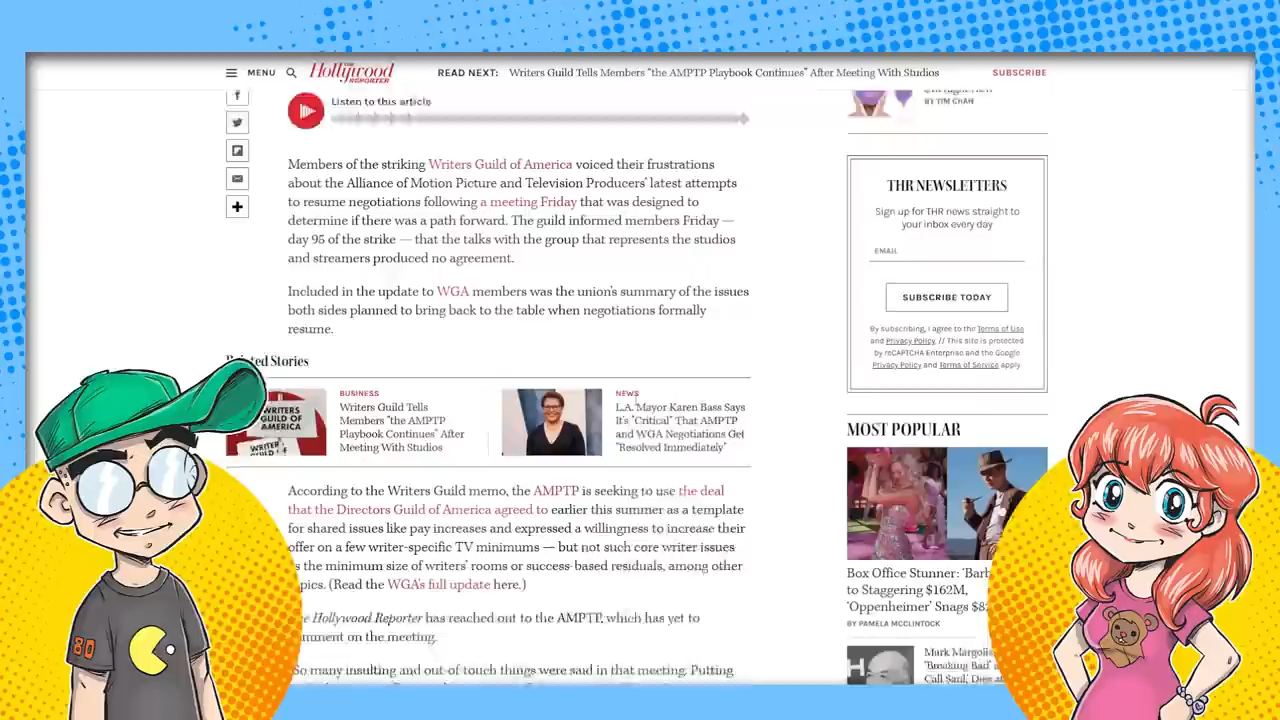 MENU
THE
Hollywood
REPORTER
READ NEXT: Writers Guild Tells Members "the AMPTP Playbook Continues" After Meeting With Studios
SUBSCRIBE
Listen to this article
BY TIM CHAN
Members of the striking Writers Guild of America voiced their frustrations
about the Alliance of Motion Picture and Television Producers' latest attempts
to resume negotiations following a meeting Friday that was designed to
determine if there was a path forward. The guild informed members Friday —
day 95 of the strike — that the talks with the group that represents the studios
and streamers produced no agreement.
Included in the update to WGA members was the union's summary of the issues
both sides planned to bring back to the table when negotiations formally
resume.
Stories
WRITERS
GUILD OF
AMERICA
WRITER
BUSINESS
Writers Guild Tells
Members "the AMPTP
Playbook Continues" After
Meeting With Studios
NEWS
L.A. Mayor Karen Bass Says
It's "Critical" That AMPTP
and WGA Negotiations Get
"Resolved Immediately"
According to the Writers Guild memo, the AMPTP is seeking to use the deal
that the Directors Guild of America agreed to earlier this summer as a template
for shared issues like pay increases and expressed a willingness to increase their
offer on a few writer-specific TV minimums — but not such core writer issues
s the minimum size of writers' rooms or success-based residuals, among other
pics. (Read the WGA's full update here.)
e Hollywood Reporter has reached out to the AMPTP, which has yet to
mment on the meeting.
So many insulting and out of touch things were said in that meeting. Putting
THR NEWSLETTERS
Sign up for THR news straight to
your inbox every day
EMAIL
SUBSCRIBE TODAY
By subscribing, I agree to the Terms of Use
and Privacy Policy. // This site is protected
by reCAPTCHA Enterprise and the Google
Privacy Policy and Terms of Service apply
MOST POPULAR
Box Office Stunner: 'Barb
to Staggering $162M,
'Oppenheimer' Snags $8
BY PAMELA MCCLINTOCK
Mark Margolis
'Breaking Bad' a
Call Saul,' Dies at
80